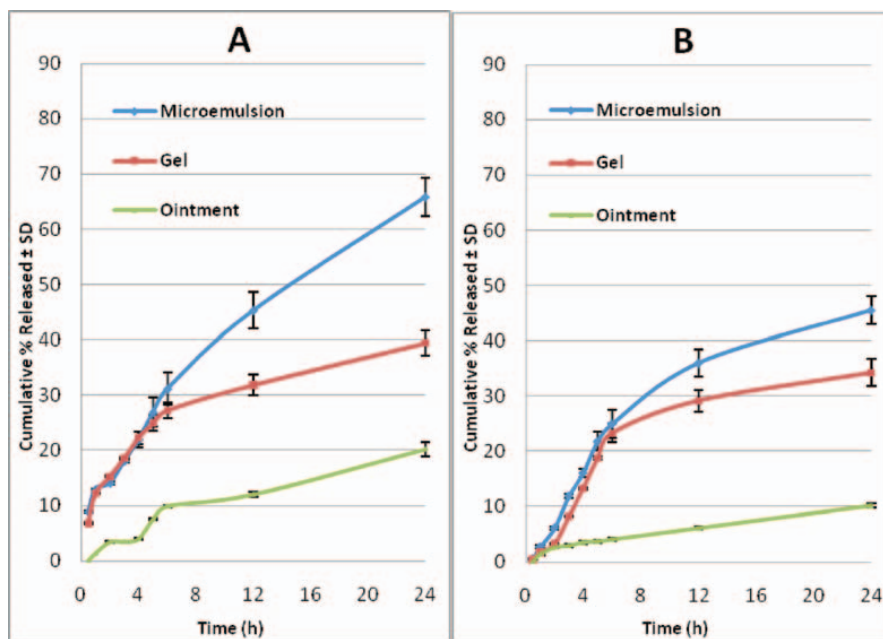 A
Cumulative % Released ± SD
90
80
70
60
50
40
30
20
10
0
Microemulsion
Gel
Ointment
0 4 8 12 16 20 24
Time (h)
B
Cumulative % Released ± SD
90
80
70
60
50
40
30
20
10
0
Microemulsion
Gel
Ointment
0 4 8 12 16 20 24
Time (h)